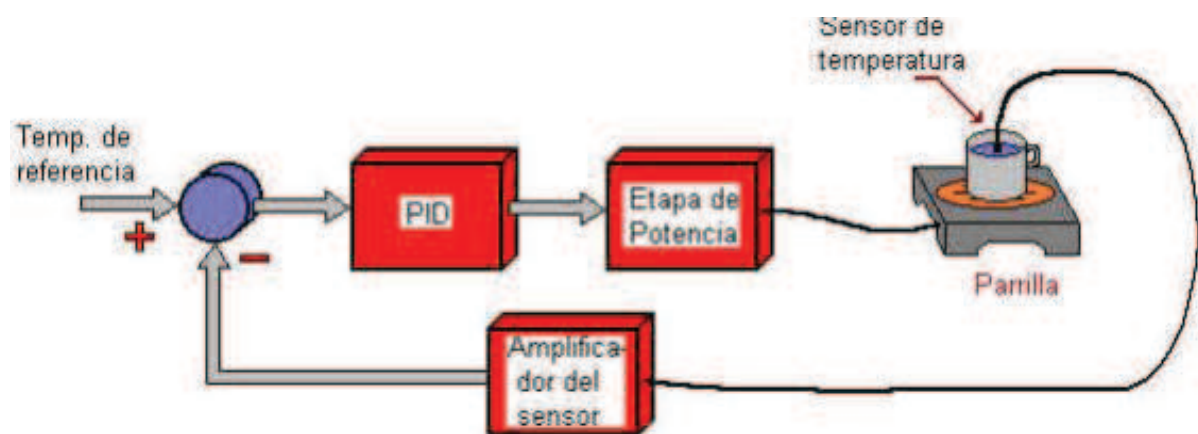 Sensor de
temperatura
Temp. de
referencia
+
-
PID
Etapa de
Potencia
Parrilla
Amplifica-
dor del
sensor